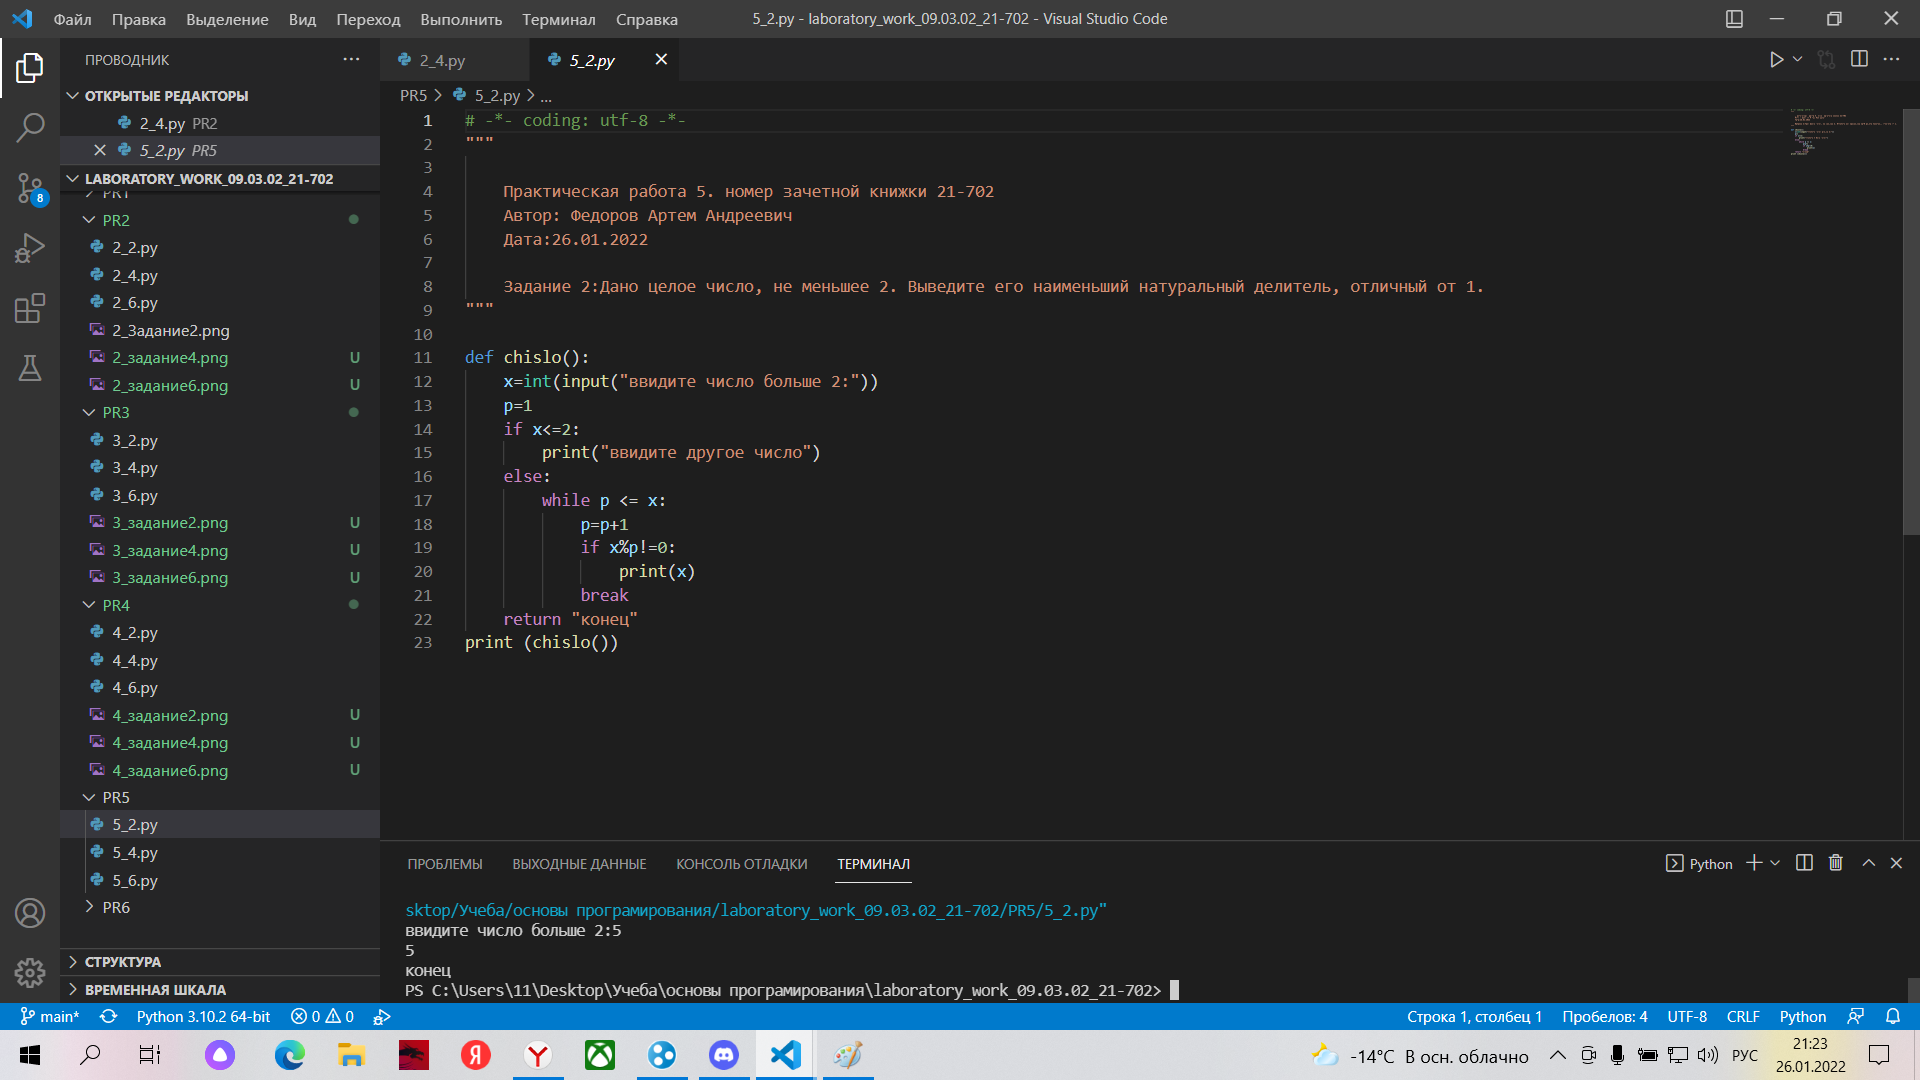 Файл Правка Выделение Вид Переход Выполнить Терминал Справка
5_2.py - laboratory_work_09.03.02_21-702 - Visual Studio Code
ПРОВОДНИК
ОТКРЫТЫЕ РЕДАКТОРЫ
2_4.py PR2
5_2.py PR5
LABORATORY_WORK_09.03.02_21-702
PR1
PR2
2_2.py
2_4.py
2_6.py
2_Задание2.png
2_задание4.png U
2_задание6.png U
PR3
3_2.py
3_4.py
3_6.py
3_задание2.png U
3_задание4.png U
3_задание6.png U
PR4
4_2.py
4_4.py
4_6.py
4_задание2.png U
4_задание4.png U
4_задание6.png U
PR5
5_2.py
5_4.py
5_6.py
PR6
СТРУКТУРА
ВРЕМЕННАЯ ШКАЛА
8
2_4.py 5_2.py
PR5 > 5_2.py > ...
1 # -*- coding: utf-8 -*-
2 """
3
4 Практическая работа 5. номер зачетной книжки 21-702
5 Автор: Федоров Артем Андреевич
6 Дата:26.01.2022
7
8 Задание 2:Дано целое число, не меньшее 2. Выведите его наименьший натуральный делитель, отличный от 1.
9 """
10
11 def chislo():
12 x=int(input("ввидите число больше 2:"))
13 p=1
14 if x<=2:
15 print("ввидите другое число")
16 else:
17 while p <= x:
18 p=p+1
19 if x%p!=0:
20 print(x)
21 break
22 return "конец"
23 print (chislo())
ПРОБЛЕМЫ ВЫХОДНЫЕ ДАННЫЕ КОНСОЛЬ ОТЛАДКИ ТЕРМИНАЛ
Python
sktop/Учеба/основы програмирования/laboratory_work_09.03.02_21-702/PR5/5_2.py"
ввидите число больше 2:5
5
конец
PS C:\Users\11\Desktop\Учеба\основы програмирования\laboratory_work_09.03.02_21-702>
main* Python 3.10.2 64-bit 0 0
Строка 1, столбец 1 Пробелов: 4 UTF-8 CRLF Python
-14°C В осн. облачно
РУС
21:23
26.01.2022